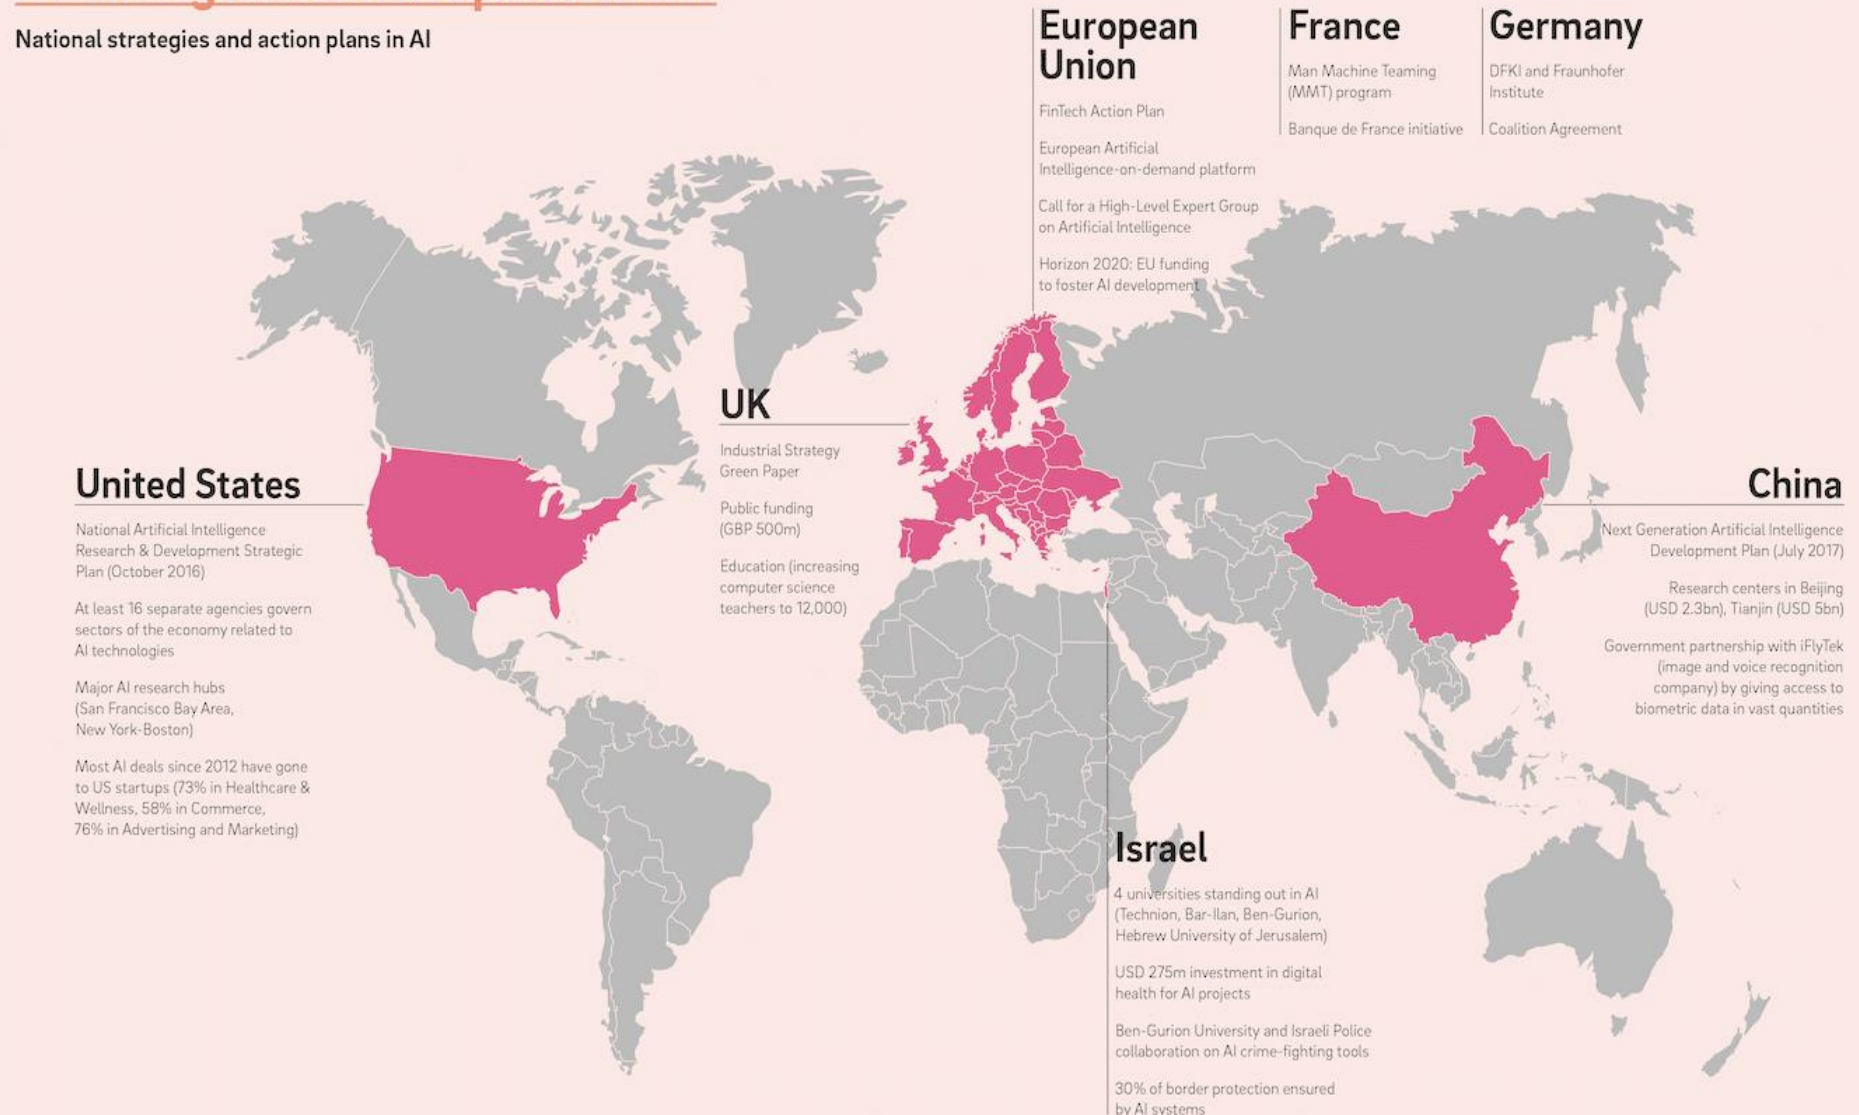 National strategies and action plans in AI
European
Union
FinTech Action Plan
European Artificial
Intelligence-on-demand platform
Call for a High-Level Expert Group
on Artificial Intelligence
Horizon 2020: EU funding
to foster AI development
France
Man Machine Teaming
(MMT) program
Banque de France initiative
Germany
DFKI and Fraunhofer
Institute
Coalition Agreement
UK
Industrial Strategy
Green Paper
Public funding
(GBP 500m)
Education (increasing
computer science
teachers to 12,000)
United States
National Artificial Intelligence
Research & Development Strategic
Plan (October 2016)
At least 16 separate agencies govern
sectors of the economy related to
AI technologies
Major AI research hubs
(San Francisco Bay Area,
New York-Boston)
Most AI deals since 2012 have gone
to US startups (73% in Healthcare &
Wellness, 58% in Commerce,
76% in Advertising and Marketing)
China
Next Generation Artificial Intelligence
Development Plan (July 2017)
Research centers in Beijing
(USD 2.3bn), Tianjin (USD 5bn)
Government partnership with iFlyTek
(image and voice recognition
company) by giving access to
biometric data in vast quantities
Israel
4 universities standing out in AI
(Technion, Bar-Ilan, Ben-Gurion,
Hebrew University of Jerusalem)
USD 275m investment in digital
health for AI projects
Ben-Gurion University and Israeli Police
collaboration on AI crime-fighting tools
30% of border protection ensured
by AI systems